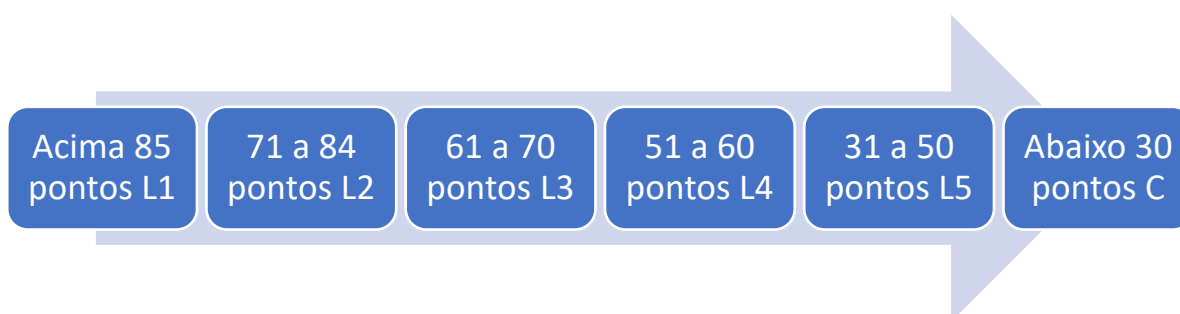 Acima 85
pontos L1
71 a 84
pontos L2
61 a 70
pontos L3
51 a 60
pontos L4
31 a 50
pontos L5
Abaixo 30
pontos C